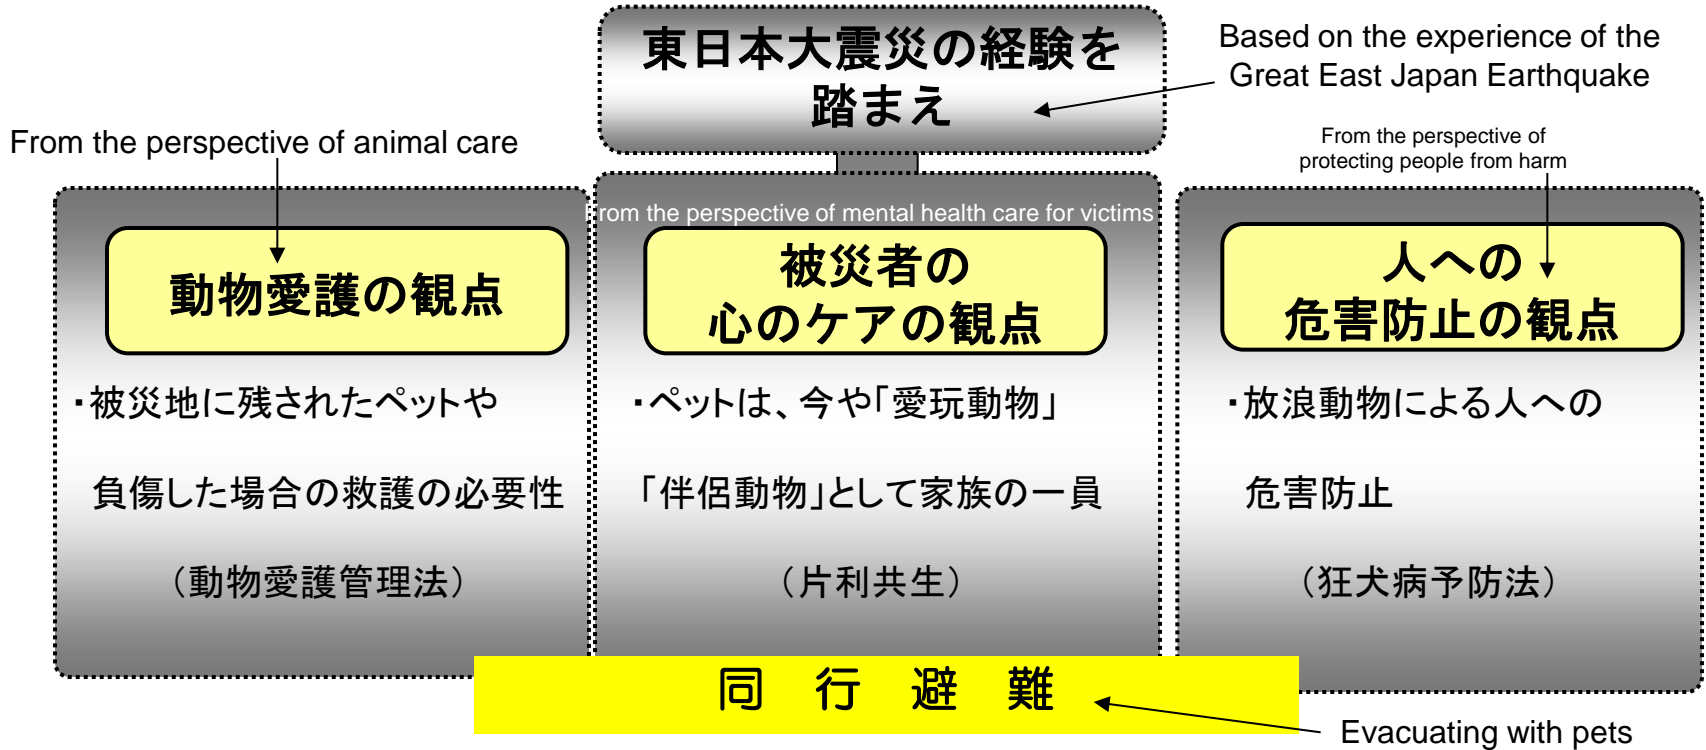 東日本大震災の経験を
踏まえ
Based on the experience of the
Great East Japan Earthquake
From the perspective of animal care
From the perspective of
protecting people from harm
動物愛護の観点
・被災地に残されたペットや
負傷した場合の救護の必要性
（動物愛護管理法）
From the perspective of mental health care for victims
被災者の
心のケアの観点
・ペットは、今や「愛玩動物」
「伴侶動物」として家族の一員
（片利共生）
人への
危害防止の観点
・放浪動物による人への
危害防止
（狂犬病予防法）
同 行 避 難
Evacuating with pets